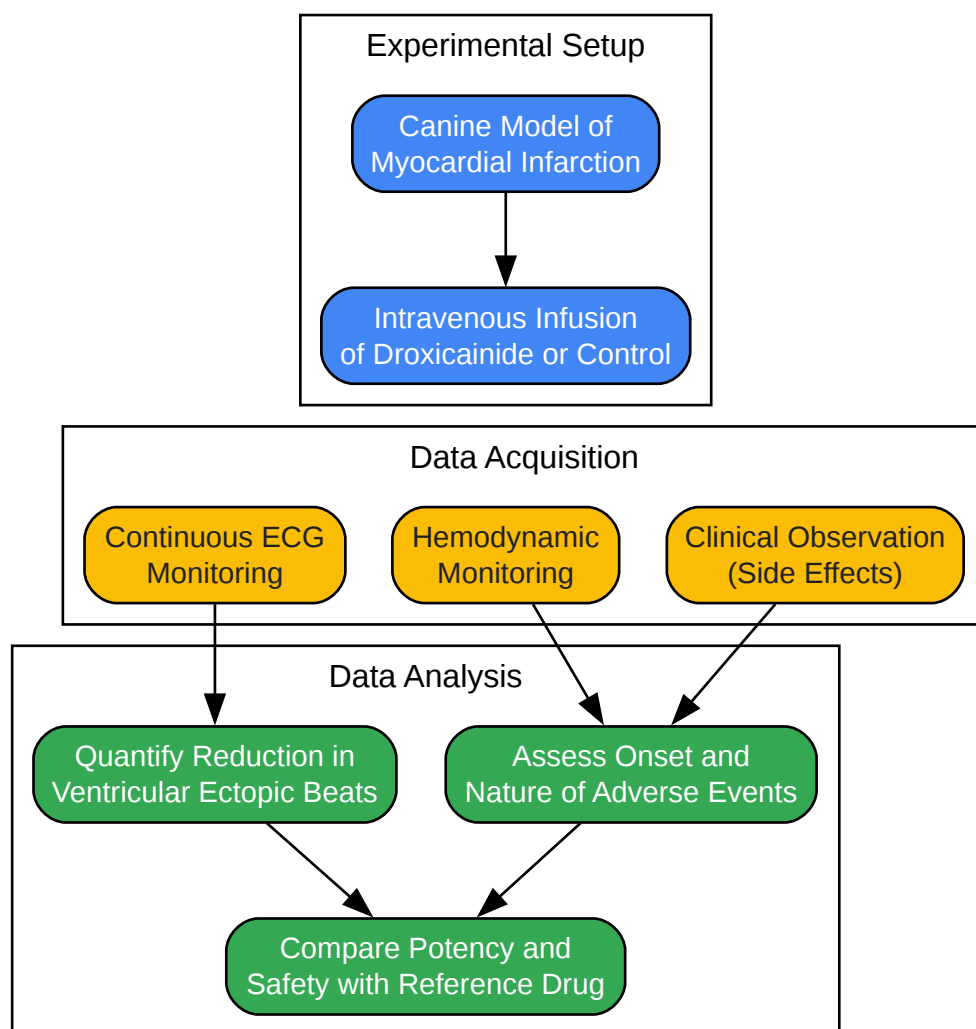 Experimental Setup
Canine Model of
Myocardial Infarction
Intravenous Infusion
of Droxicainide or Control
Data Acquisition
Continuous ECG
Monitoring
Hemodynamic
Monitoring
Clinical Observation
(Side Effects)
Data Analysis
Quantify Reduction in
Ventricular Ectopic Beats
Assess Onset and
Nature of Adverse Events
Compare Potency and
Safety with Reference Drug